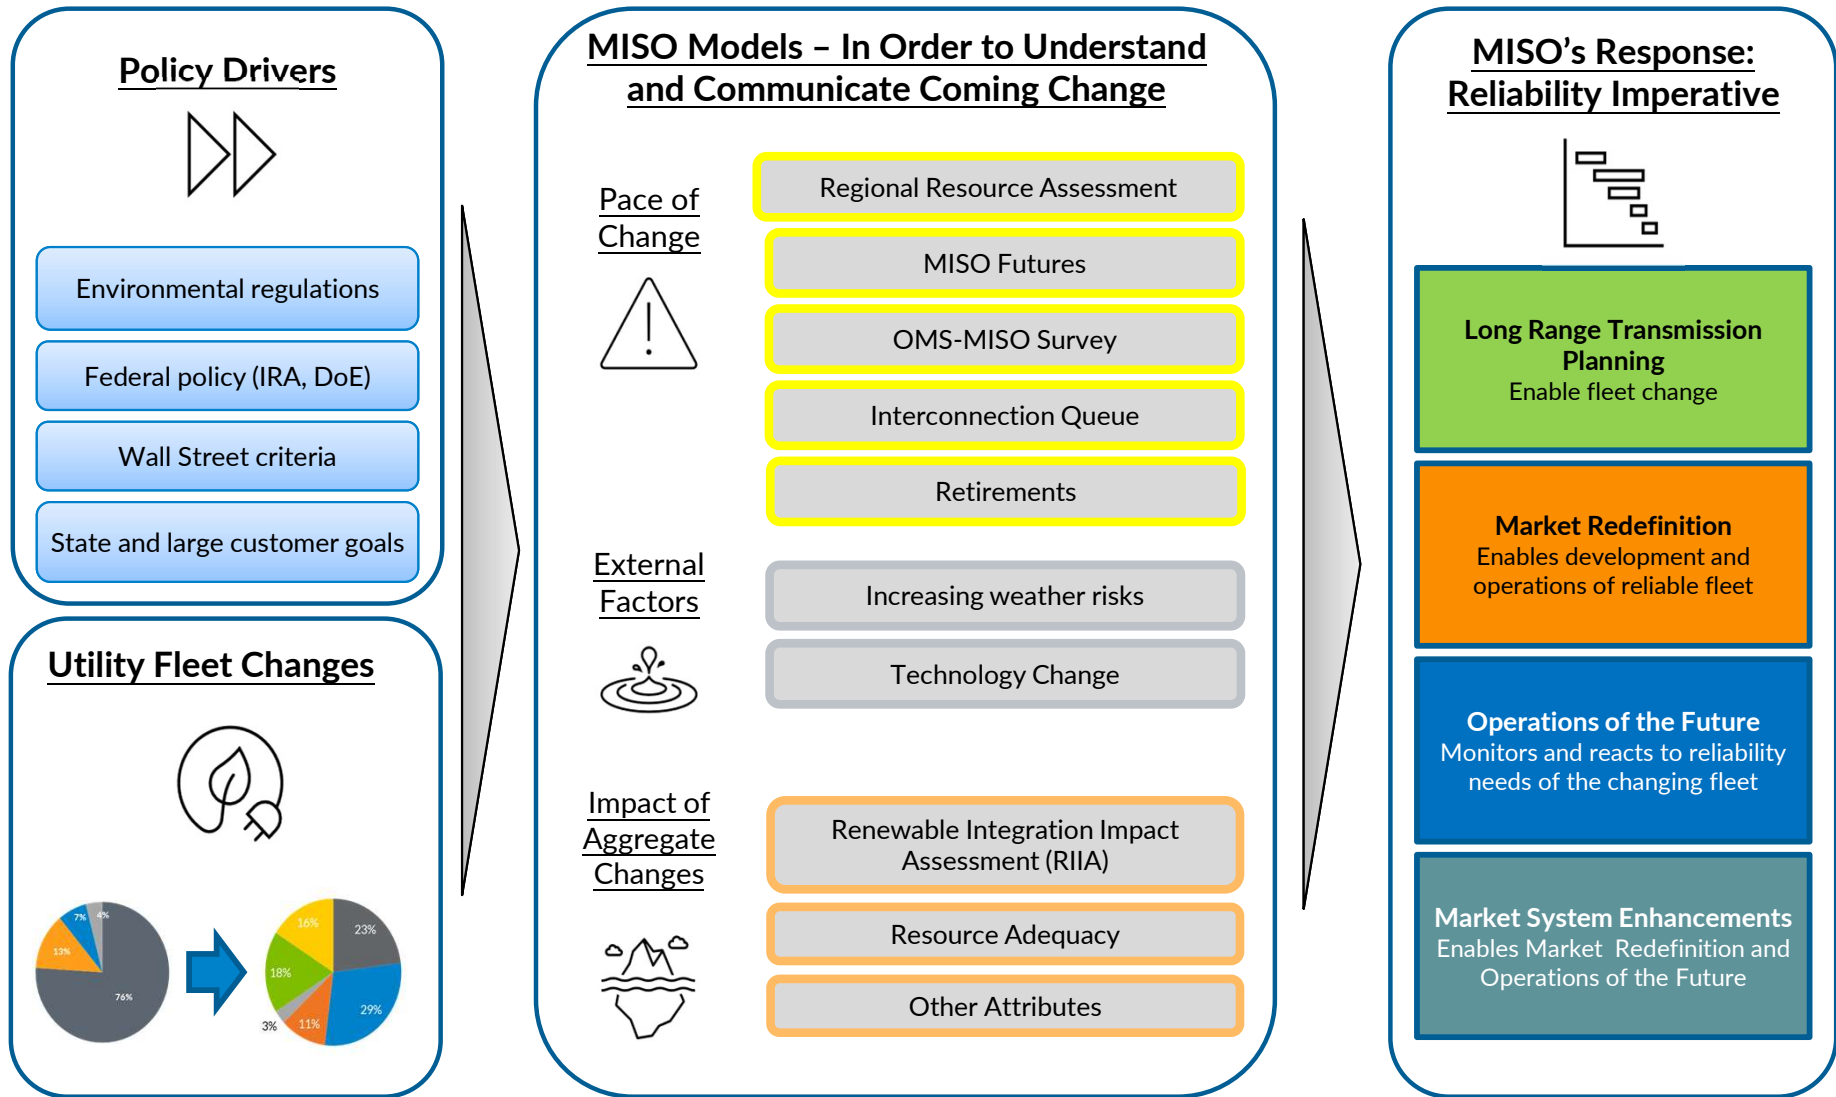 Policy Drivers
Environmental regulations
Federal policy (IRA, DoE)
Wall Street criteria
State and large customer goals
Utility Fleet Changes
7%
4%
13%
76%
16%
23%
18%
29%
3%
11%
MISO Models – In Order to Understand
and Communicate Coming Change
Pace of
Change
Regional Resource Assessment
MISO Futures
OMS-MISO Survey
Interconnection Queue
Retirements
External
Factors
Increasing weather risks
Technology Change
Impact of
Aggregate
Changes
Renewable Integration Impact
Assessment (RIIA)
Resource Adequacy
Other Attributes
MISO’s Response:
Reliability Imperative
Long Range Transmission
Planning
Enable fleet change
Market Redefinition
Enables development and
operations of reliable fleet
Operations of the Future
Monitors and reacts to reliability
needs of the changing fleet
Market System Enhancements
Enables Market Redefinition and
Operations of the Future